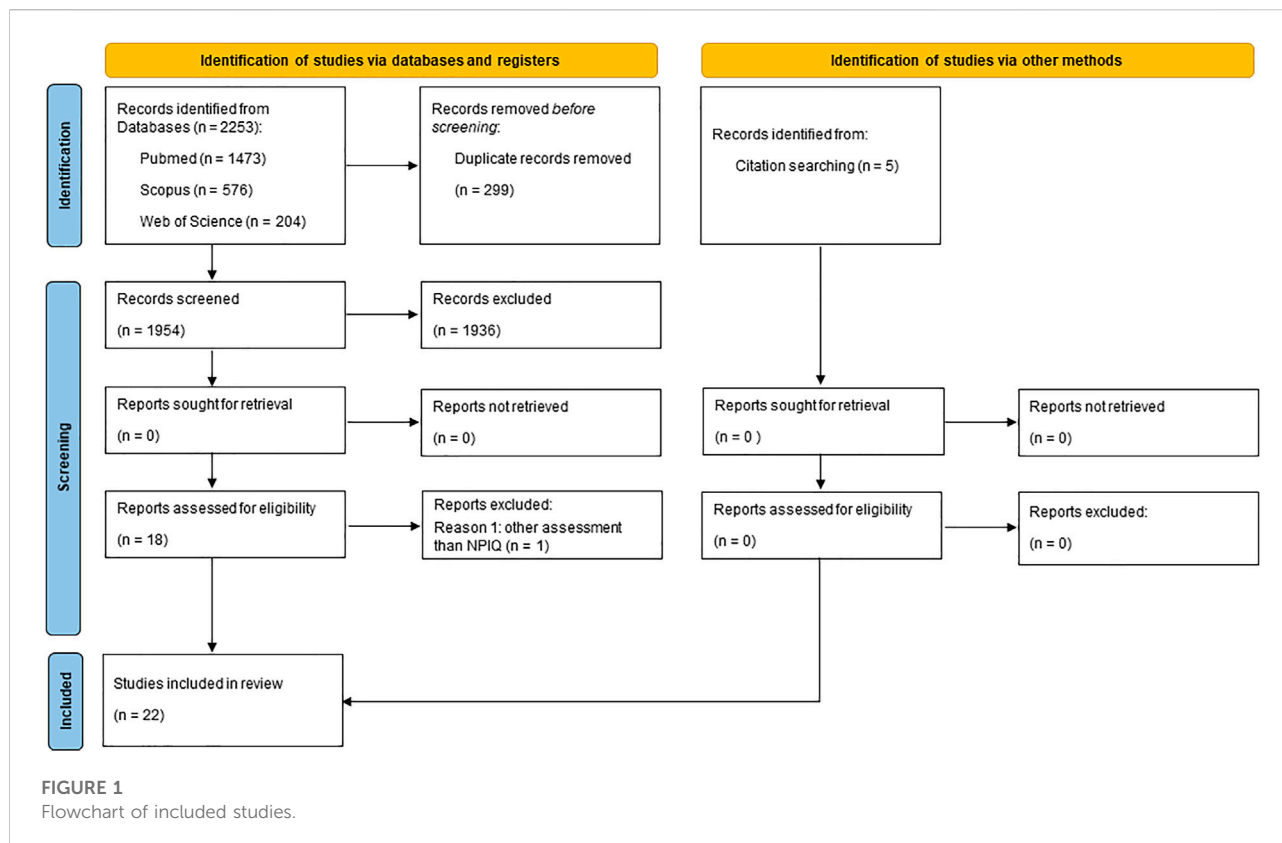 Identification of studies via databases and registers
Identification of studies via other methods
Identification
Records identified from
Databases (n = 2253):
Pubmed (n = 1473)
Scopus (n = 576)
Web of Science (n = 204)
Records removed before
screening:
Duplicate records removed
(n = 299)
Records identified from:
Citation searching (n = 5)
Screening
Records screened
(n = 1954)
Records excluded
(n = 1936)
Reports sought for retrieval
(n = 0)
Reports not retrieved
(n = 0)
Reports sought for retrieval
(n = 0 )
Reports not retrieved
(n = 0)
Reports assessed for eligibility
(n = 18)
Reports excluded:
Reason 1: other assessment
than NPIQ (n = 1)
Reports assessed for eligibility
(n = 0)
Reports excluded:
(n = 0)
Included
Studies included in review
(n = 22)
FIGURE 1
Flowchart of included studies.